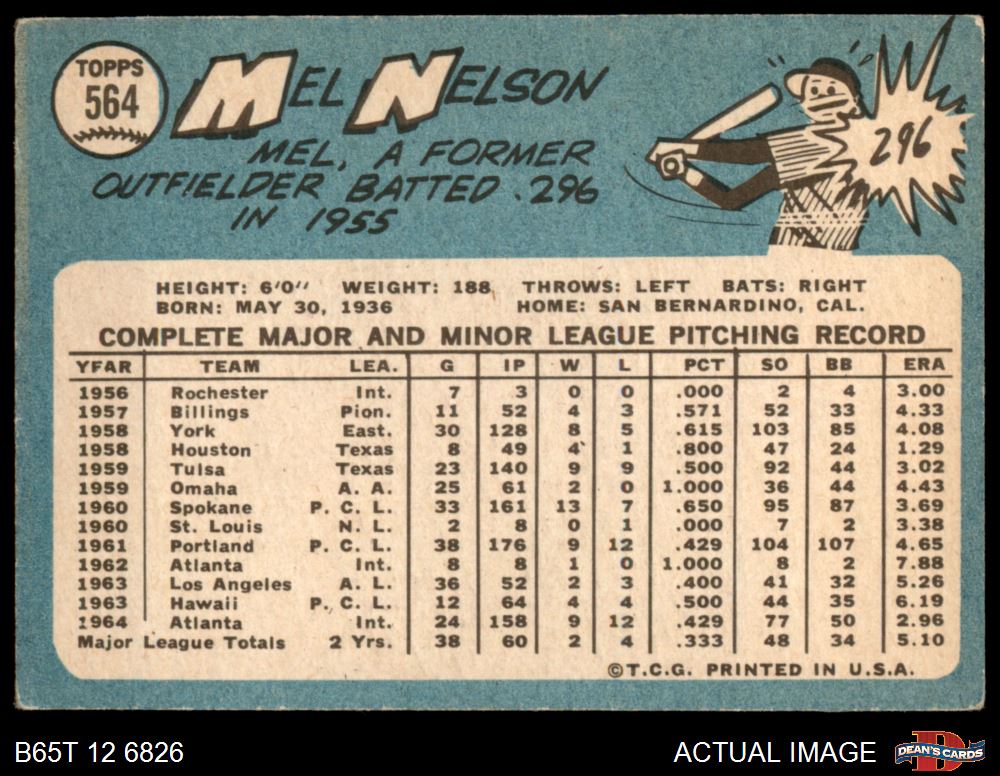 TOPPS
564
MEL NELSON
MEL, A FORMER
OUTFIELDER BATTED .296
IN 1955
296
HEIGHT: 6'0" WEIGHT: 188 THROWS: LEFT BATS: RIGHT
BORN: MAY 30, 1936 HOME: SAN BERNARDINO, CAL.
COMPLETE MAJOR AND MINOR LEAGUE PITCHING RECORD
YEAR TEAM LEA. G IP W L PCT SO BB ERA
1956 Rochester Int. 7 3 0 0 .000 2 4 3.00
1957 Billings Pion. 11 52 4 3 .571 52 33 4.33
1958 York East. 30 128 8 5 .615 103 85 4.08
1958 Houston Texas 8 49 4 1 .800 47 24 1.29
1959 Tulsa Texas 23 140 9 9 .500 92 44 3.02
1959 Omaha A. A. 25 61 2 0 1.000 36 44 4.43
1960 Spokane P. C. L. 33 161 13 7 .650 95 87 3.69
1960 St. Louis N. L. 2 8 0 1 .000 7 2 3.38
1961 Portland P. C. L. 38 176 9 12 .429 104 107 4.65
1962 Atlanta Int. 8 8 1 0 1.000 8 2 7.88
1963 Los Angeles A. L. 36 52 2 3 .400 41 32 5.26
1963 Hawaii P. C. L. 12 64 4 4 .500 44 35 6.19
1964 Atlanta Int. 24 158 9 12 .429 77 50 2.96
Major League Totals 2 Yrs. 38 60 2 4 .333 48 34 5.10
©T.C.G. PRINTED IN U.S.A.
B65T 12 6826 ACTUAL IMAGE D DEAN'S CARDS